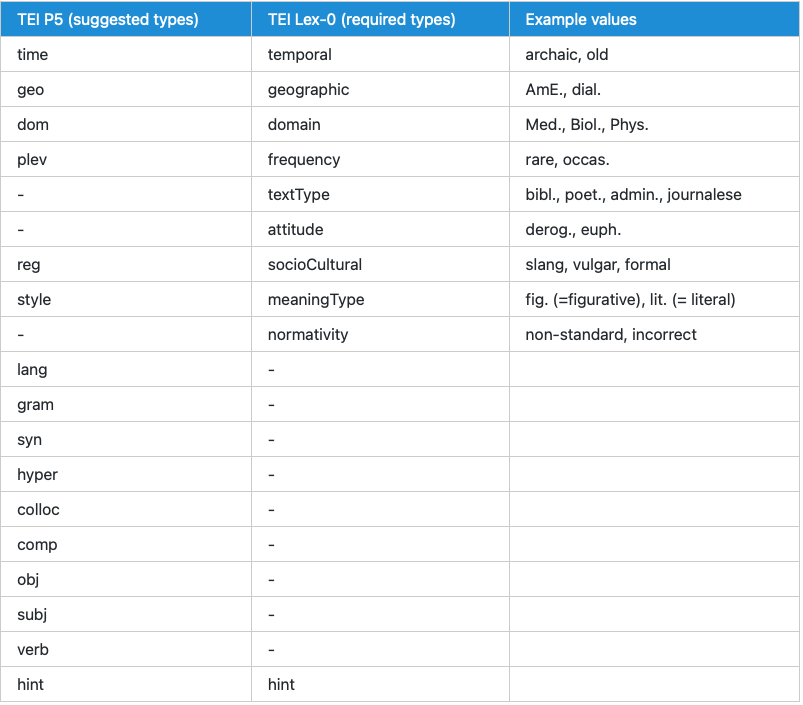 TEI P5 (suggested types) TEI Lex-0 (required types) Example values
time temporal archaic, old
geo geographic AmE., dial.
dom domain Med., Biol., Phys.
plev frequency rare, occas.
- textType bibl., poet., admin., journalese
- attitude derog., euph.
reg socioCultural slang, vulgar, formal
style meaningType fig. (=figurative), lit. (= literal)
- normativity non-standard, incorrect
lang -
gram -
syn -
hyper -
colloc -
comp -
obj -
subj -
verb -
hint hint